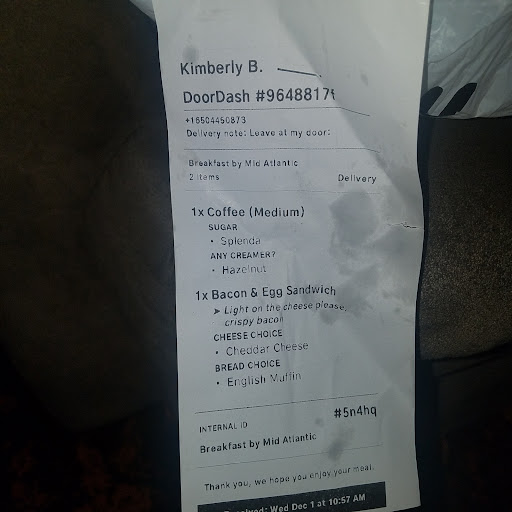 Kimberly B.
DoorDash #9648817f
+16504490873
Delivery note: Leave at my door:
Breakfast by Mid Atlantic
2 items Delivery
1x Coffee (Medium)
SUGAR
• Splenda
ANY CREAMER?
• Hazelnut
1x Bacon & Egg Sandwich
➤ Light on the cheese please,
crispy bacon
CHEESE CHOICE
• Cheddar Cheese
BREAD CHOICE
• English Muffin
INTERNAL ID #5n4hq
Breakfast by Mid Atlantic
Thank you, we hope you enjoy your meal.
Wed Dec 1 at 10:57 AM